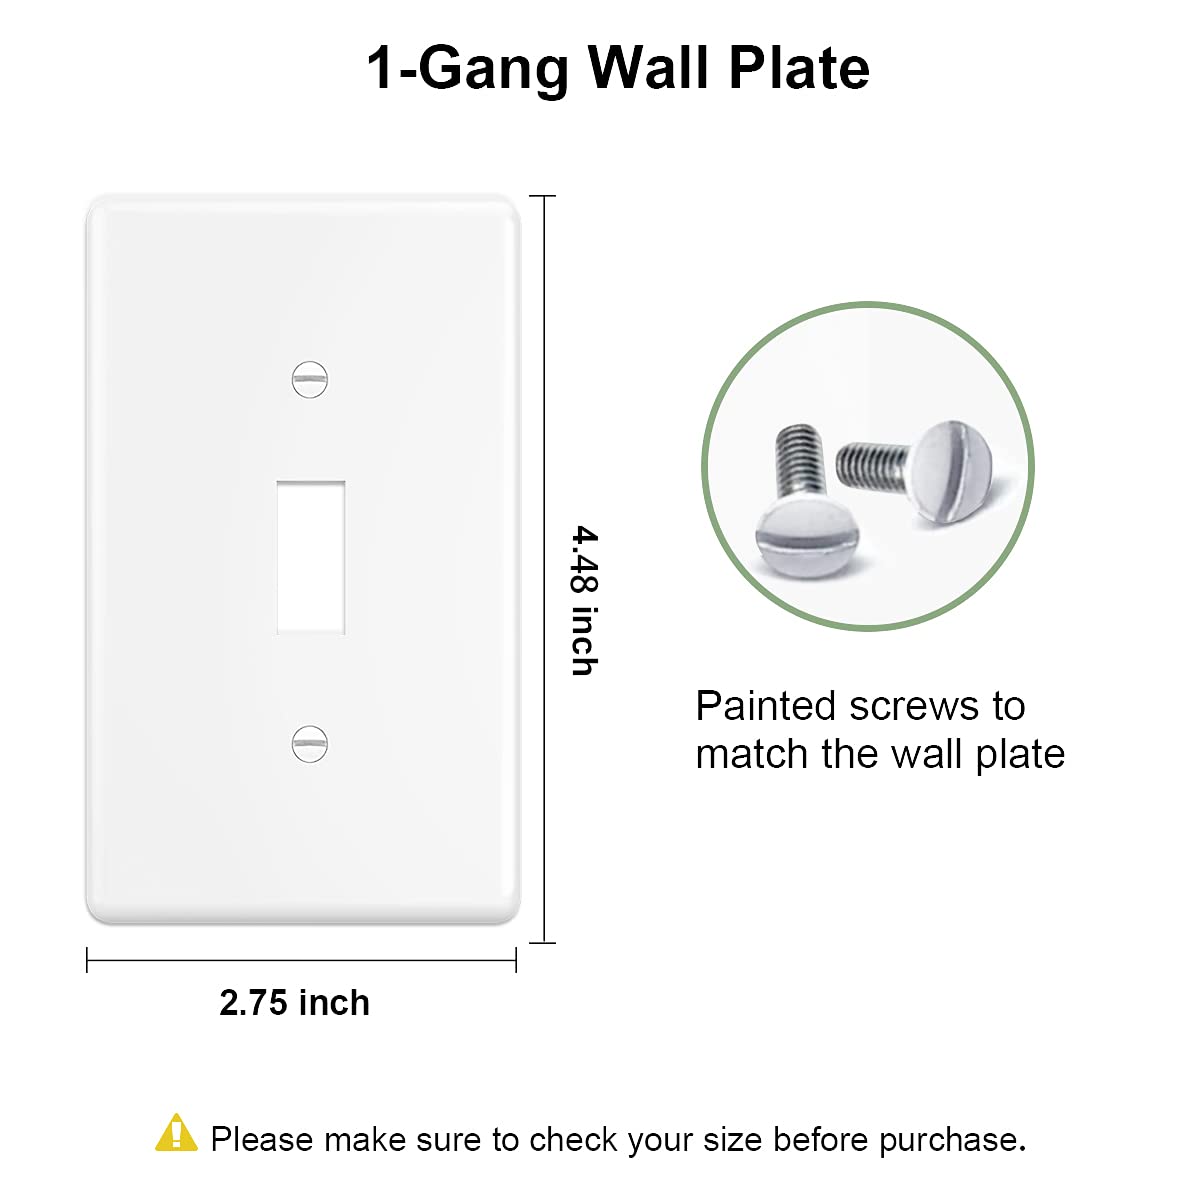 1-Gang Wall Plate
4.48 inch
Painted screws to
match the wall plate
2.75 inch
Please make sure to check your size before purchase.